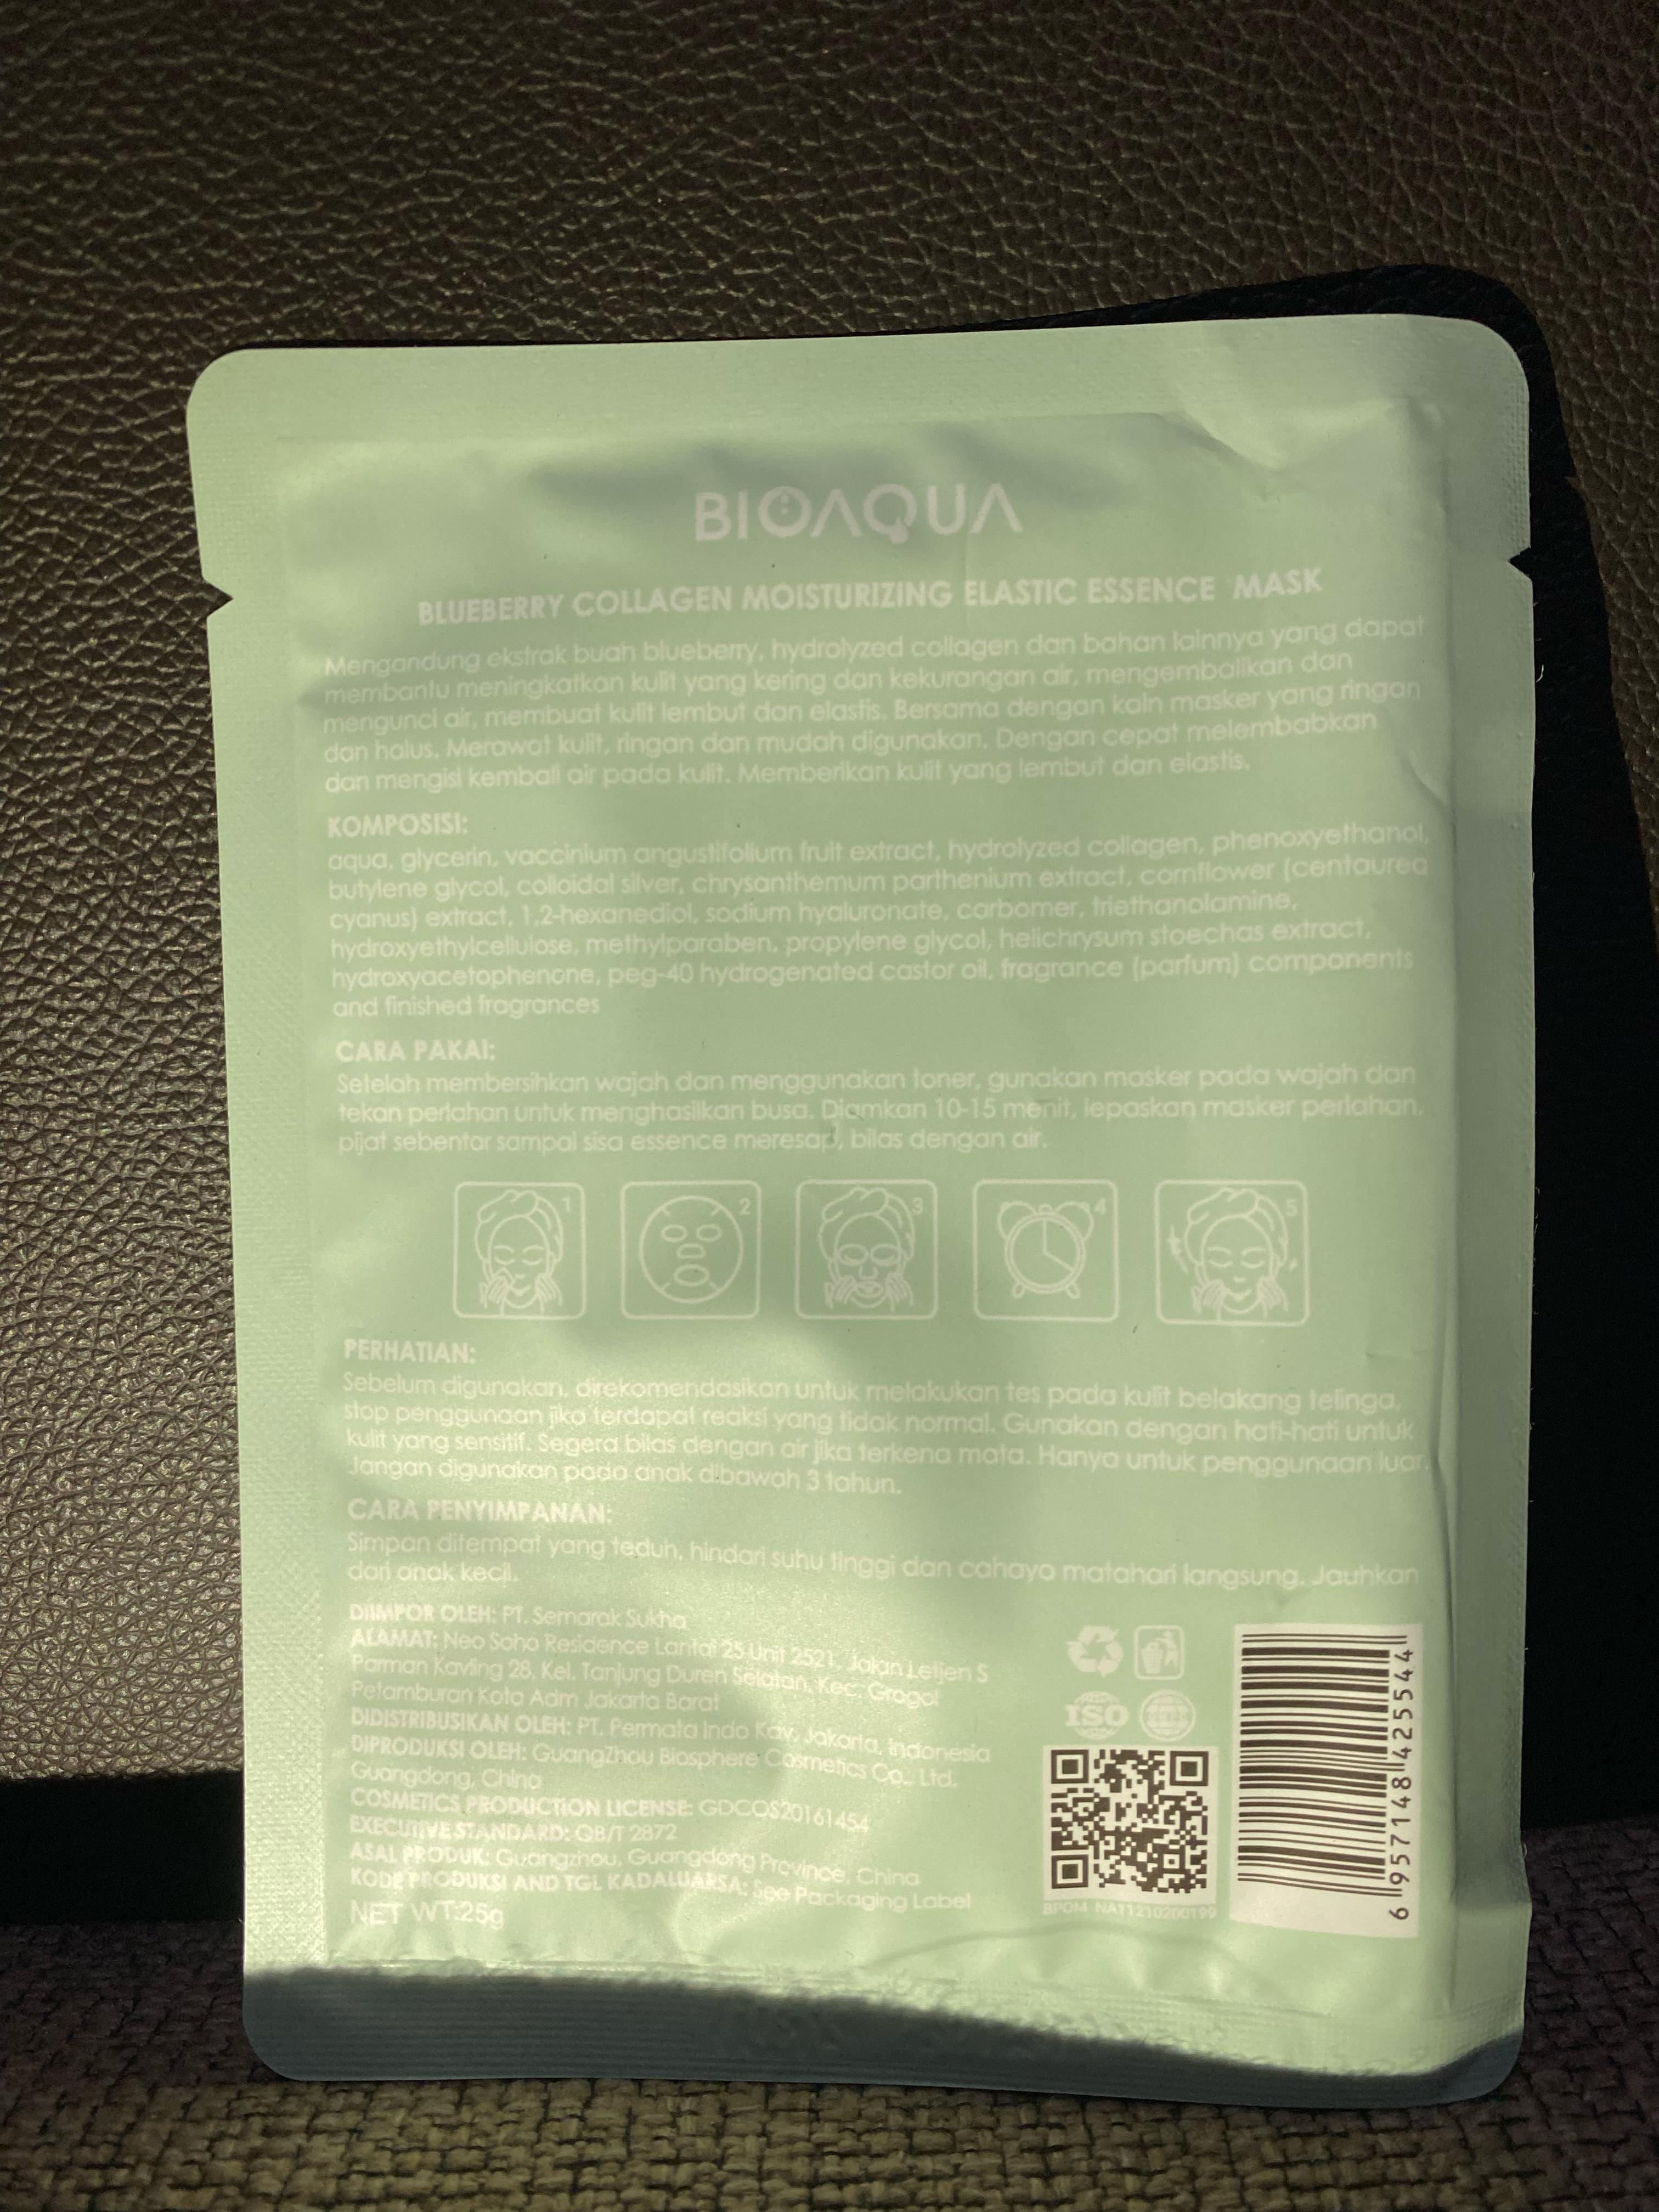 BIOAQUA
BLUEBERRY COLLAGEN MOISTURIZING ELASTIC ESSENCE MASK
Mengandung ekstrak buah blueberry, hydrolyzed collagen dan bahan lainnya yang dapat
membantu meningkatkan kulit yang kering dan kekurangan air, mengembalikan dan
mengunci air, membuat kulit lembut dan elastis. Bersama dengan kain masker yang ringan
dan halus. Merawat kulit, ringan dan mudah digunakan. Dengan cepat melembabkan
dan mengisi kembali air pada kulit. Memberikan kulit yang lembut dan elastis.
KOMPOSISI:
aqua, glycerin, vaccinium angustifolium fruit extract, hydrolyzed collagen, phenoxyethanol,
butylene glycol, colloidal silver, chrysanthemum parthenium extract, cornflower (centaurea
cyanus) extract, 1,2-hexanediol, sodium hyaluronate, carbomer, triethanolamine,
hydroxyethylcellulose, methylparaben, propylene glycol, helichrysum stoechas extract,
hydroxyacetophenone, peg-40 hydrogenated castor oil, fragrance (parfum) components
and finished fragrances
CARA PAKAI:
Setelah membersihkan wajah dan menggunakan toner, gunakan masker pada wajah dan
tekan perlahan untuk menghasilkan busa. Diamkan 10-15 menit, lepaskan masker perlahan,
pijat sebentar sampai sisa essence meresap, bilas dengan air.
1 2 3 4 5
PERHATIAN:
Sebelum digunakan, direkomendasikan untuk melakukan tes pada kulit belakang telinga,
stop penggunaan jika terdapat reaksi yang tidak normal. Gunakan dengan hati-hati untuk
kulit yang sensitif. Segera bilas dengan air jika terkena mata. Hanya untuk penggunaan luar.
Jangan digunakan pada anak dibawah 3 tahun.
CARA PENYIMPANAN:
Simpan ditempat yang teduh, hindari suhu tinggi dan cahaya matahari langsung. Jauhkan
dari anak kecil.
DIIMPOR OLEH: PT. Semarak Sukha
ALAMAT: Neo Soho Residence Lantai 25 Unit 2521, Jalan Letjen S
Parman Kavling 28, Kel. Tanjung Duren Selatan, Kec. Grogol
Petamburan Kota Adm Jakarta Barat
DIDISTRIBUSIKAN OLEH: PT. Permata Indo Kay, Jakarta, Indonesia
DIPRODUKSI OLEH: GuangZhou Biosphere Cosmetics Co., Ltd.
Guangdong, China
COSMETICS PRODUCTION LICENSE: GDCOS20161454
EXECUTIVE STANDARD: QB/T 2872
ASAL PRODUK: Guangzhou, Guangdong Province, China
KODE PRODUKSI AND TGL KADALUARSA: See Packaging Label
NET WT:25g
ISO
BPOM NA11210200199
6 957148 425544